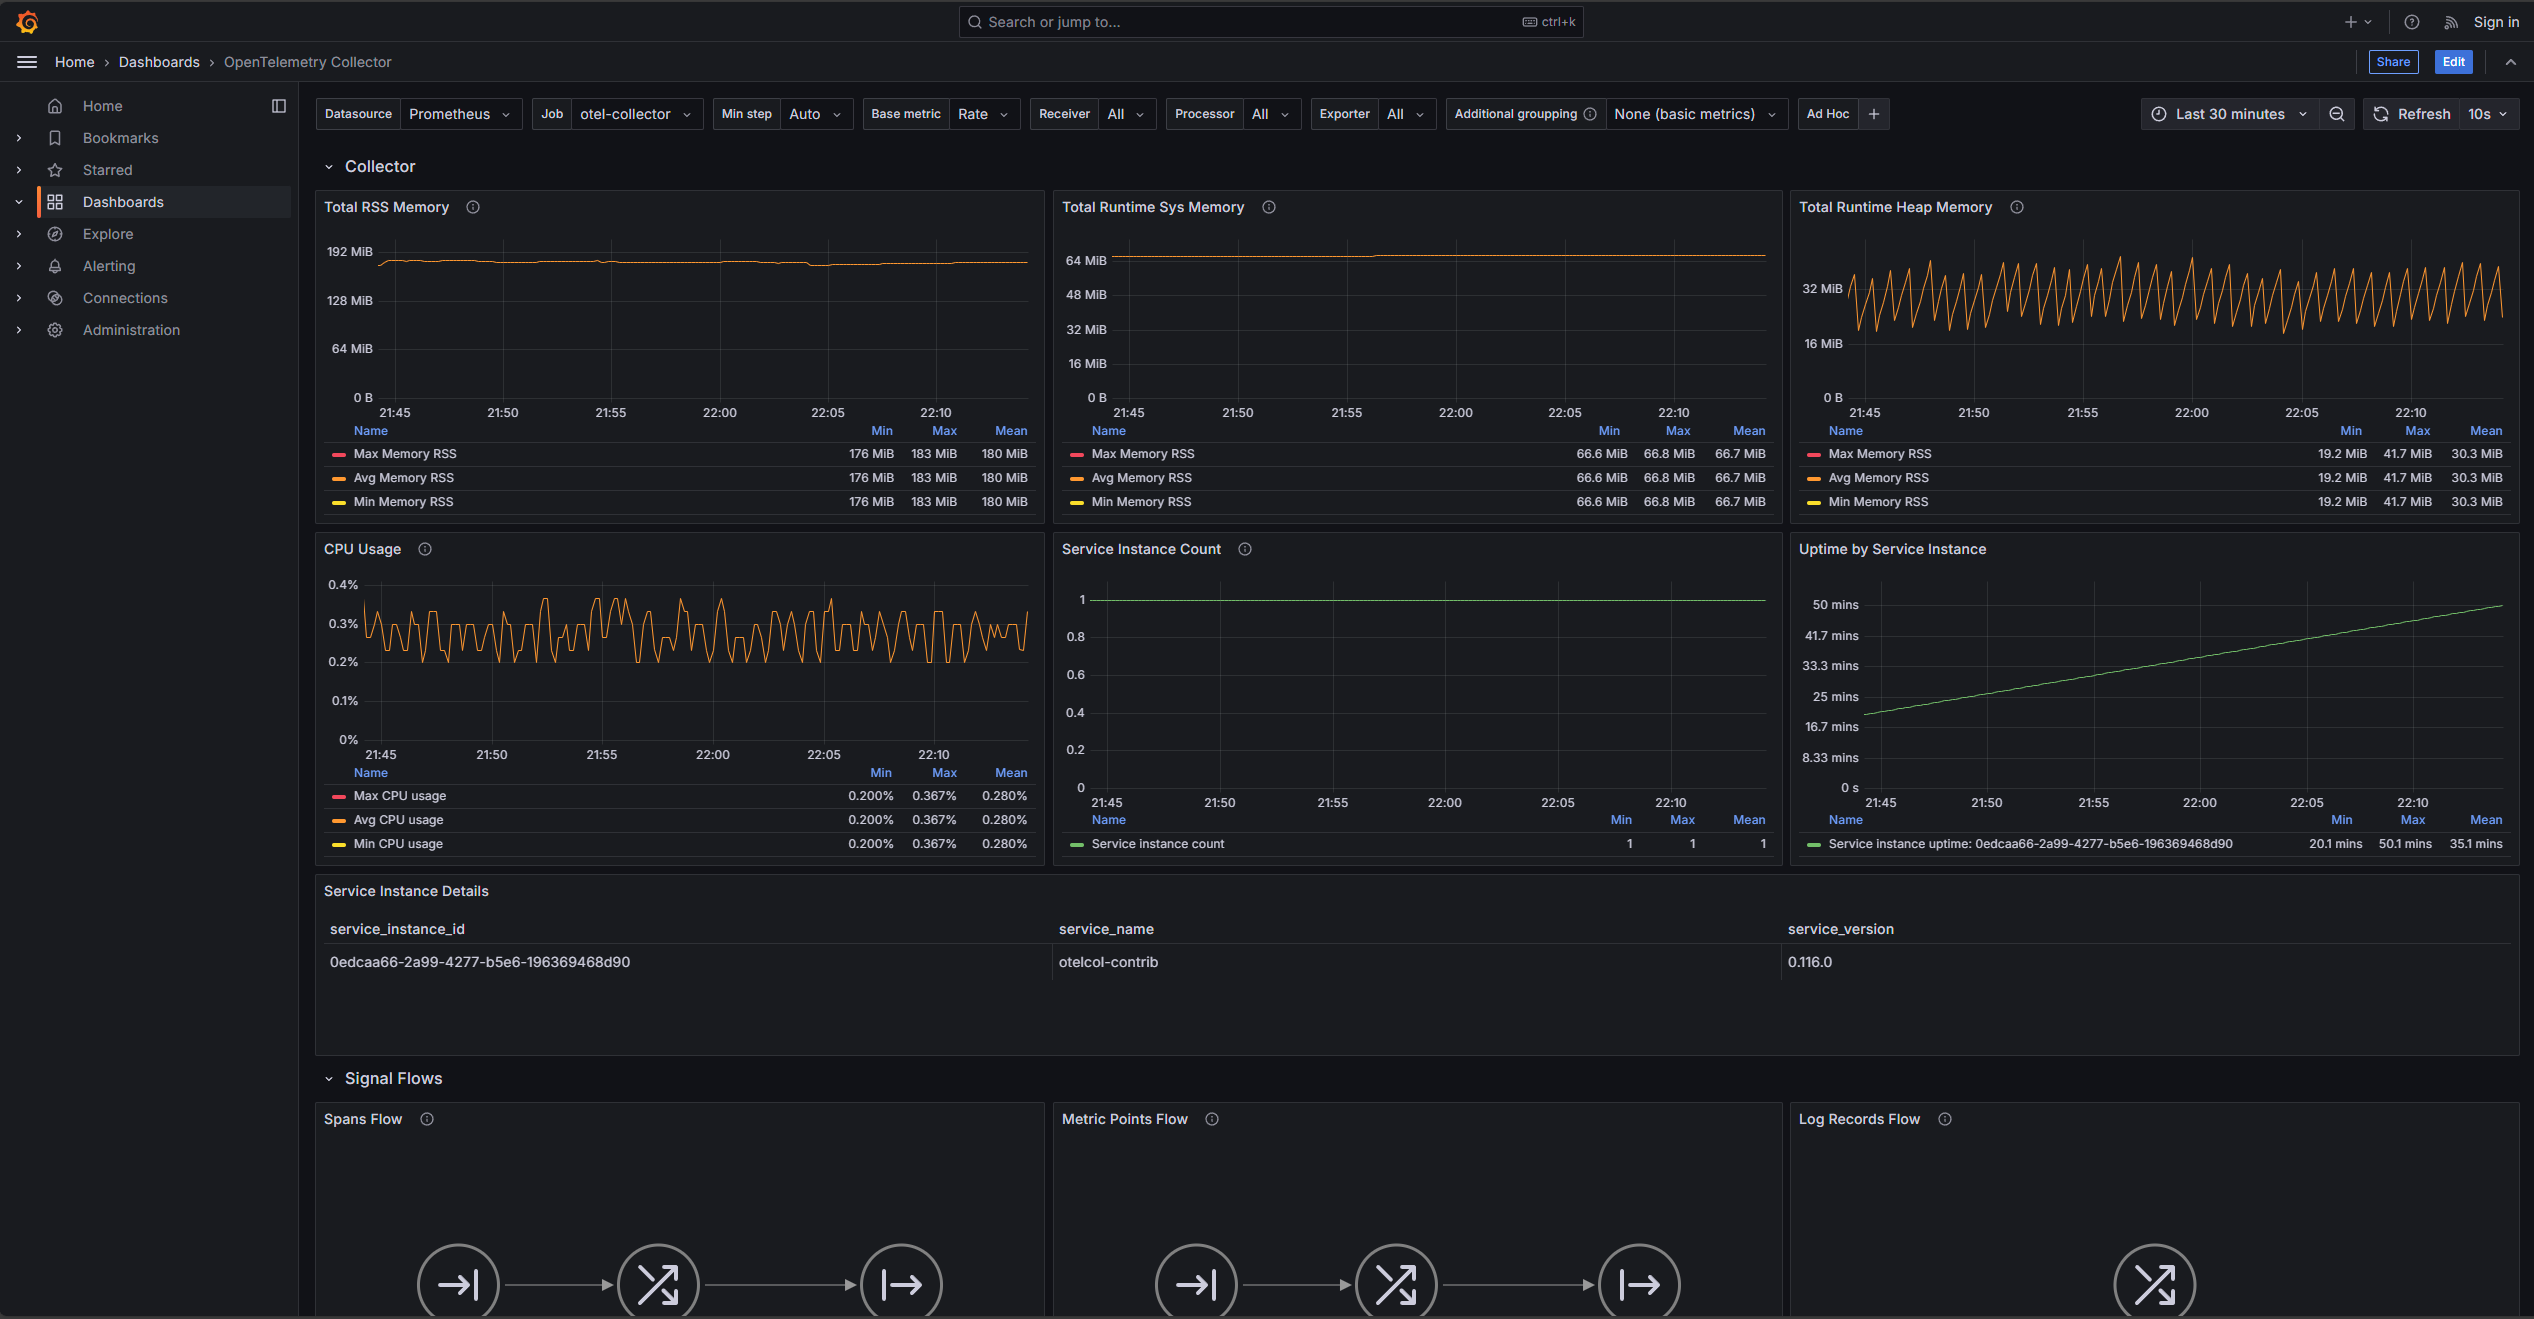 Search or jump to... ctrl+k Sign in
Home › Dashboards › OpenTelemetry Collector Share Edit
Home
Bookmarks
Starred
Dashboards
Explore
Alerting
Connections
Administration
Datasource Prometheus Job otel-collector Min step Auto Base metric Rate Receiver All Processor All Exporter All Additional groupping None (basic metrics) Ad Hoc + Last 30 minutes Refresh 10s
Collector
Total RSS Memory
192 MiB
128 MiB
64 MiB
0 B
21:45 21:50 21:55 22:00 22:05 22:10
Name Min Max Mean
Max Memory RSS 176 MiB 183 MiB 180 MiB
Avg Memory RSS 176 MiB 183 MiB 180 MiB
Min Memory RSS 176 MiB 183 MiB 180 MiB
Total Runtime Sys Memory
64 MiB
48 MiB
32 MiB
16 MiB
0 B
21:45 21:50 21:55 22:00 22:05 22:10
Name Min Max Mean
Max Memory RSS 66.6 MiB 66.8 MiB 66.7 MiB
Avg Memory RSS 66.6 MiB 66.8 MiB 66.7 MiB
Min Memory RSS 66.6 MiB 66.8 MiB 66.7 MiB
Total Runtime Heap Memory
32 MiB
16 MiB
0 B
21:45 21:50 21:55 22:00 22:05 22:10
Name Min Max Mean
Max Memory RSS 19.2 MiB 41.7 MiB 30.3 MiB
Avg Memory RSS 19.2 MiB 41.7 MiB 30.3 MiB
Min Memory RSS 19.2 MiB 41.7 MiB 30.3 MiB
CPU Usage
0.4%
0.3%
0.2%
0.1%
0%
21:45 21:50 21:55 22:00 22:05 22:10
Name Min Max Mean
Max CPU usage 0.200% 0.367% 0.280%
Avg CPU usage 0.200% 0.367% 0.280%
Min CPU usage 0.200% 0.367% 0.280%
Service Instance Count
1
0.8
0.6
0.4
0.2
0
21:45 21:50 21:55 22:00 22:05 22:10
Name Min Max Mean
Service instance count 1 1 1
Uptime by Service Instance
50 mins
41.7 mins
33.3 mins
25 mins
16.7 mins
8.33 mins
0 s
21:45 21:50 21:55 22:00 22:05 22:10
Name Min Max Mean
Service instance uptime: 0edcaa66-2a99-4277-b5e6-196369468d90 20.1 mins 50.1 mins 35.1 mins
Service Instance Details
service_instance_id service_name service_version
0edcaa66-2a99-4277-b5e6-196369468d90 otelcol-contrib 0.116.0
Signal Flows
Spans Flow
Metric Points Flow
Log Records Flow